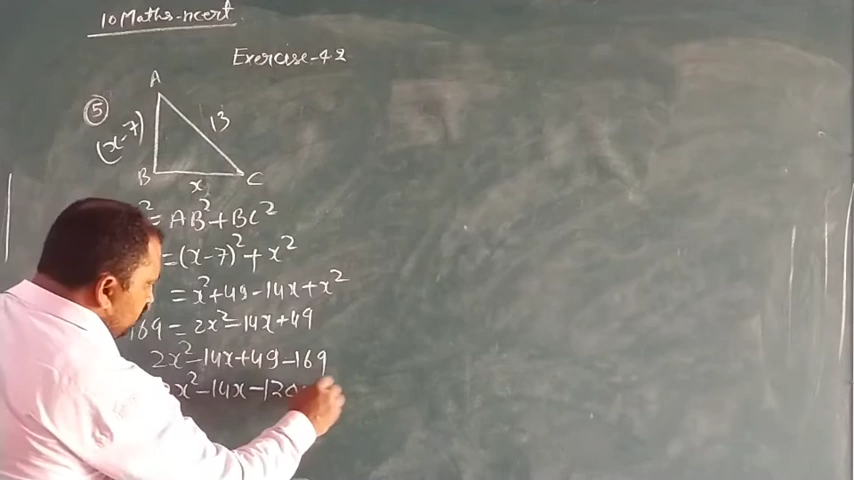 10 Maths-ncert
Exercise-4.2
5
A
(x-7)
13
B
x
C
² = AB² + BC²
= (x-7)² + x²
= x²+49-14x+x²
169 = 2x²-14x+49
2x²-14x+49-169
2x²-14x-120